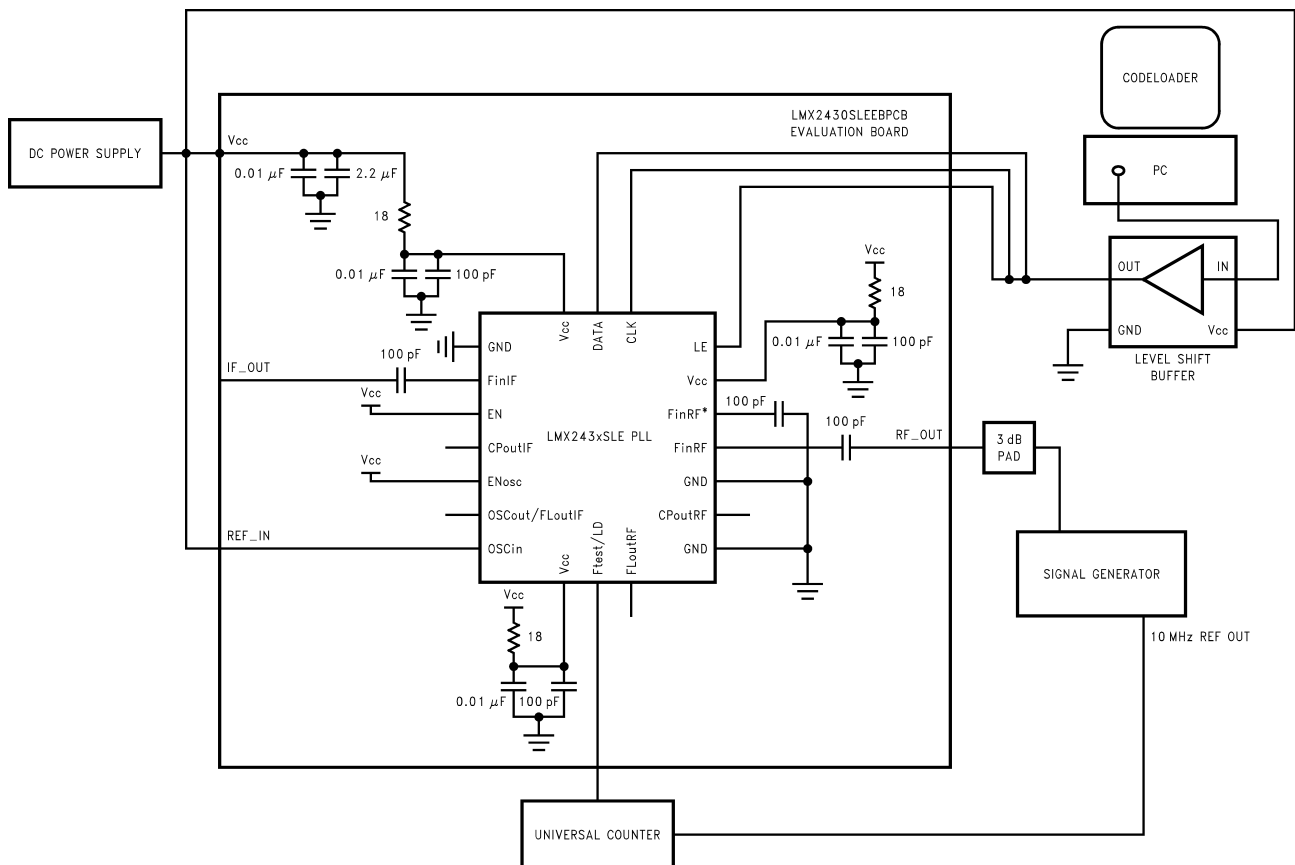 CODELOADER
LMX2430SLEEBPCB
EVALUATION BOARD
Vcc
DC POWER SUPPLY
0.01 µF
2.2 µF
PC
18
Vcc
OUT
IN
0.01 µF
100 pF
18
Vcc
DATA
CLK
GND
Vcc
GND
LE
0.01 µF
100 pF
LEVEL SHIFT
BUFFER
100 pF
IF_OUT
FinIF
Vcc
Vcc
EN
FinRF*
100 pF
100 pF
LMX243xSLE PLL
RF_OUT
3 dB
PAD
CPoutIF
FinRF
Vcc
ENosc
GND
OSCout/FLoutIF
CPoutRF
REF_IN
OSCin
Vcc
Ftest/LD
FLoutRF
GND
SIGNAL GENERATOR
Vcc
18
10 MHz REF OUT
0.01 µF
100 pF
UNIVERSAL COUNTER